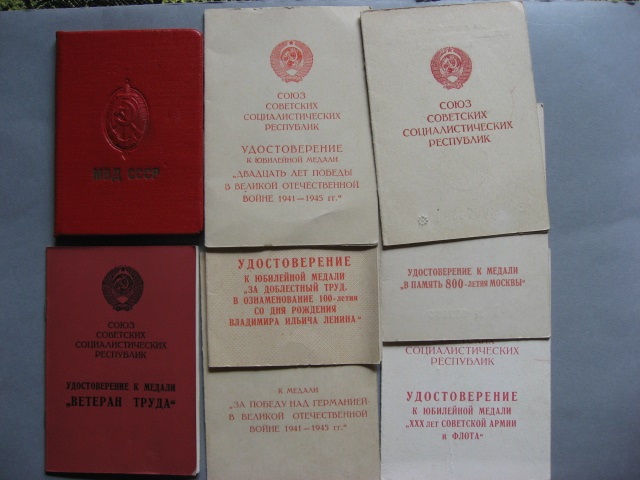 МВД СССР
СОЮЗ
СОВЕТСКИХ
СОЦИАЛИСТИЧЕСКИХ
РЕСПУБЛИК
УДОСТОВЕРЕНИЕ
К ЮБИЛЕЙНОЙ МЕДАЛИ
„ДВАДЦАТЬ ЛЕТ ПОБЕДЫ
В ВЕЛИКОЙ ОТЕЧЕСТВЕННОЙ
ВОЙНЕ 1941—1945 гг.“
СОЮЗ
СОВЕТСКИХ
СОЦИАЛИСТИЧЕСКИХ
РЕСПУБЛИК
СОЮЗ
СОВЕТСКИХ
СОЦИАЛИСТИЧЕСКИХ
РЕСПУБЛИК
УДОСТОВЕРЕНИЕ К МЕДАЛИ
„ВЕТЕРАН ТРУДА“
УДОСТОВЕРЕНИЕ
К ЮБИЛЕЙНОЙ МЕДАЛИ
„ЗА ДОБЛЕСТНЫЙ ТРУД.
В ОЗНАМЕНОВАНИЕ 100-летия
СО ДНЯ РОЖДЕНИЯ
ВЛАДИМИРА ИЛЬИЧА ЛЕНИНА“
УДОСТОВЕРЕНИЕ К МЕДАЛИ
„В ПАМЯТЬ 800-ЛЕТИЯ МОСКВЫ“
К МЕДАЛИ
„ЗА ПОБЕДУ НАД ГЕРМАНИЕЙ
В ВЕЛИКОЙ ОТЕЧЕСТВЕННОЙ
ВОЙНЕ 1941—1945 гг.“
СОЦИАЛИСТИЧЕСКИХ
РЕСПУБЛИК
УДОСТОВЕРЕНИЕ
К ЮБИЛЕЙНОЙ МЕДАЛИ
„XXX ЛЕТ СОВЕТСКОЙ АРМИИ
И ФЛОТА“